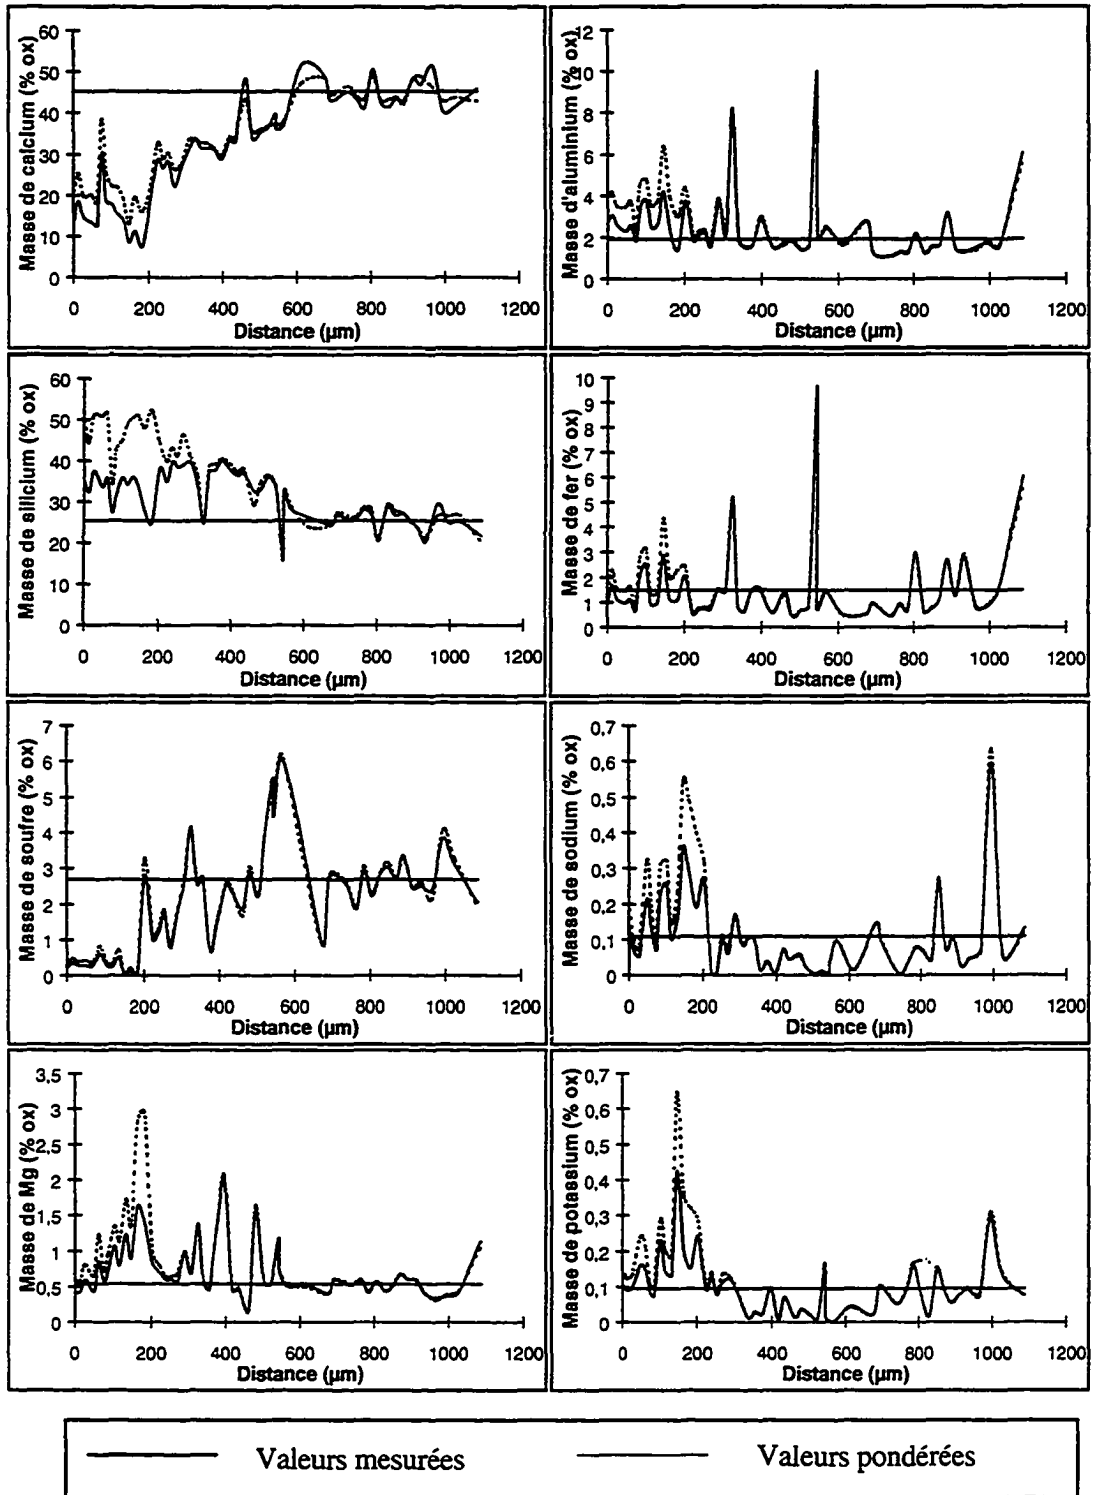 Masse de calcium (% ox)
60
50
40
30
20
10
0
0 200 400 600 800 1000 1200
Distance (µm)
Masse d'aluminium (% ox)
12
10
8
6
4
2
0
0 200 400 600 800 1000 1200
Distance (µm)
Masse de silicium (% ox)
60
50
40
30
20
10
0
0 200 400 600 800 1000 1200
Distance (µm)
Masse de fer (% ox)
10
9
8
7
6
5
4
3
2
1
0
0 200 400 600 800 1000 1200
Distance (µm)
Masse de soufre (% ox)
7
6
5
4
3
2
1
0
0 200 400 600 800 1000 1200
Distance (µm)
Masse de sodium (% ox)
0,7
0,6
0,5
0,4
0,3
0,2
0,1
0
0 200 400 600 800 1000 1200
Distance (µm)
Masse de Mg (% ox)
3,5
3
2,5
2
1,5
1
0,5
0
0 200 400 600 800 1000 1200
Distance (µm)
Masse de potassium (% ox)
0,7
0,6
0,5
0,4
0,3
0,2
0,1
0
0 200 400 600 800 1000 1200
Distance (µm)
Valeurs mesurées Valeurs pondérées